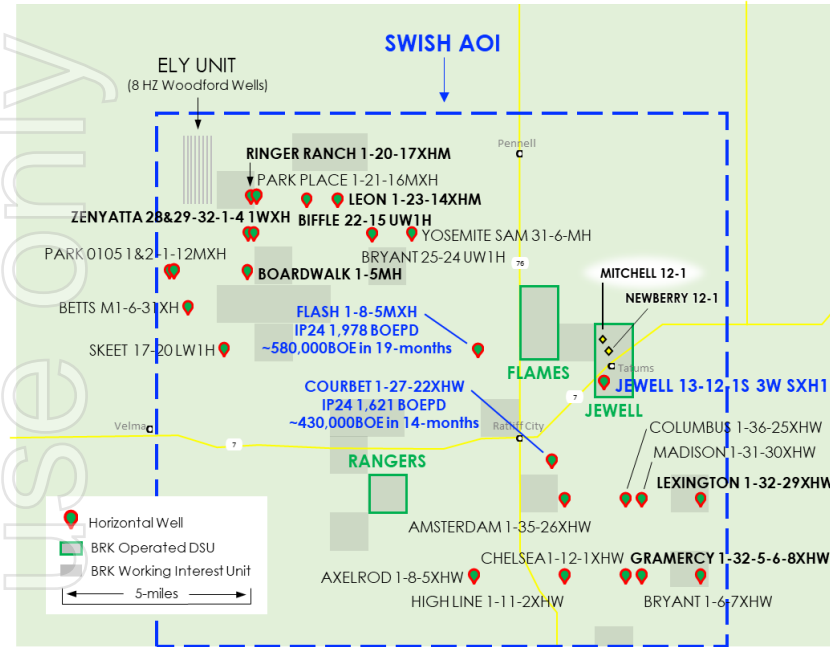 use only
SWISH AOI
ELY UNIT
(8 HZ Woodford Wells)
Pennell
RINGER RANCH 1-20-17XHM
PARK PLACE 1-21-16MXH
LEON 1-23-14XHM
ZENYATTA 28&29-32-1-4 1WXH
BIFFLE 22-15 UW1H
YOSEMITE SAM 31-6-MH
PARK 0105 1&2-1-12MXH
BRYANT 25-24 UW1H
76
BOARDWALK 1-5MH
MITCHELL 12-1
NEWBERRY 12-1
BETTS M1-6-31XH
FLASH 1-8-5MXH
IP24 1,978 BOEPD
~580,000BOE in 19-months
SKEET 17-20 LW1H
FLAMES
Tatums
JEWELL 13-12-1S 3W SXH1
COURBET 1-27-22XHW
IP24 1,621 BOEPD
~430,000BOE in 14-months
7
JEWELL
Velma
Ratliff City
COLUMBUS 1-36-25XHW
7
MADISON 1-31-30XHW
RANGERS
LEXINGTON 1-32-29XHW
Horizontal Well
BRK Operated DSU
BRK Working Interest Unit
5-miles
AMSTERDAM 1-35-26XHW
CHELSEA1-12-1XHW
GRAMERCY 1-32-5-6-8XHW
AXELROD 1-8-5XHW
HIGH LINE 1-11-2XHW
BRYANT 1-6-7XHW